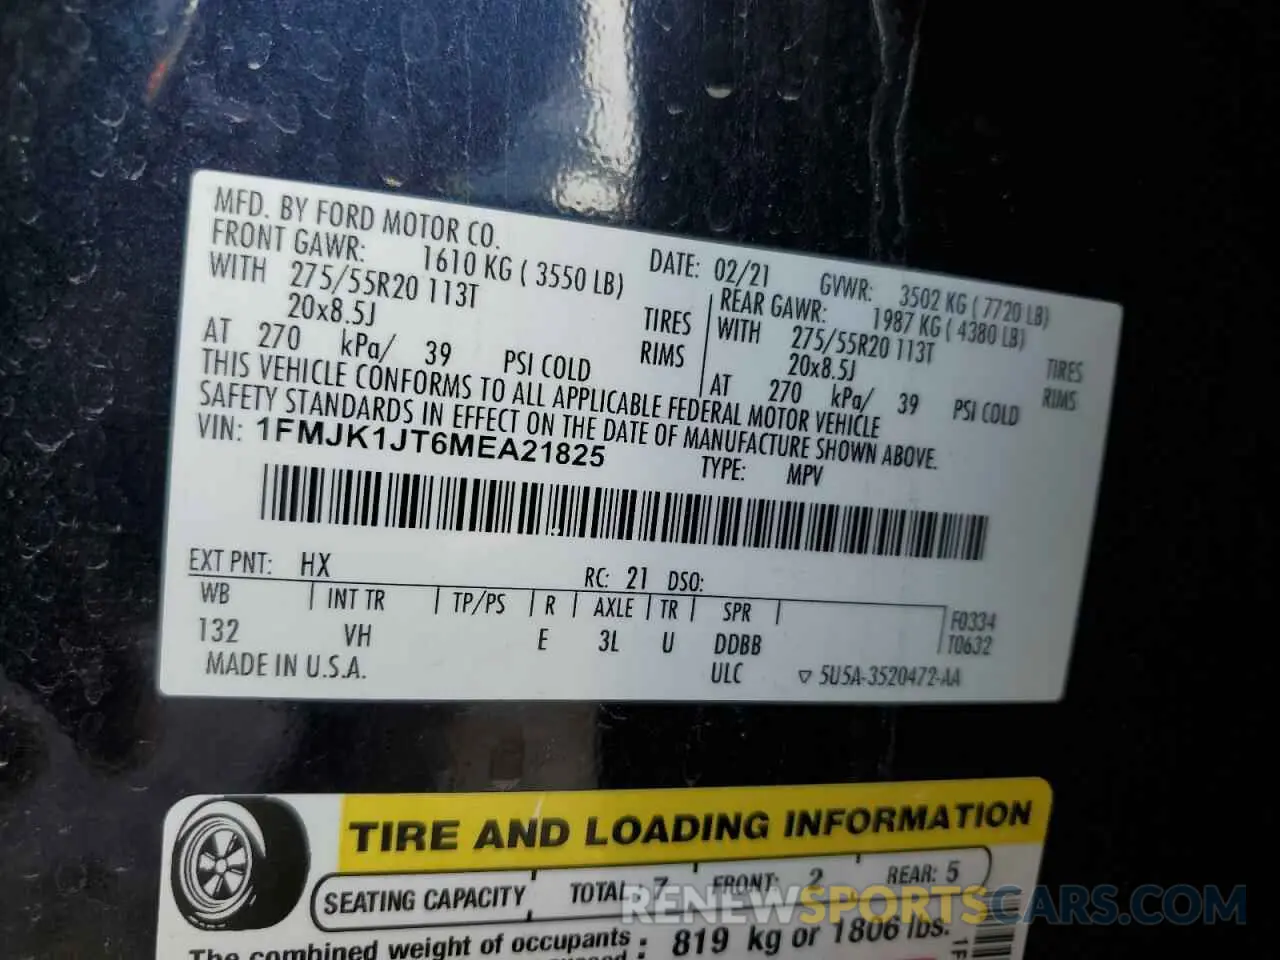 MFD. BY FORD MOTOR CO.
DATE: 02/21 GVWR: 3502 KG ( 7720 LB)
FRONT GAWR: 1610 KG ( 3550 LB)
WITH 275/55R20 113T TIRES
20x8.5J RIMS
AT 270 kPa/ 39 PSI COLD
REAR GAWR: 1987 KG ( 4380 LB)
WITH 275/55R20 113T TIRES
20x8.5J RIMS
AT 270 kPa/ 39 PSI COLD
THIS VEHICLE CONFORMS TO ALL APPLICABLE FEDERAL MOTOR VEHICLE
SAFETY STANDARDS IN EFFECT ON THE DATE OF MANUFACTURE SHOWN ABOVE.
VIN: 1FMJK1JT6MEA21825
TYPE: MPV
EXT PNT: HX RC: 21 DSO:
WB INT TR TP/PS R AXLE TR SPR F0334
132 VH E 3L U DDBB T0632
MADE IN U.S.A. ULC 5U5A-3520472-AA
TIRE AND LOADING INFORMATION
SEATING CAPACITY TOTAL 7 FRONT: 2 REAR: 5
The combined weight of occupants : 819 kg or 1806 lbs.
RENEWSPORTSCARS.COM